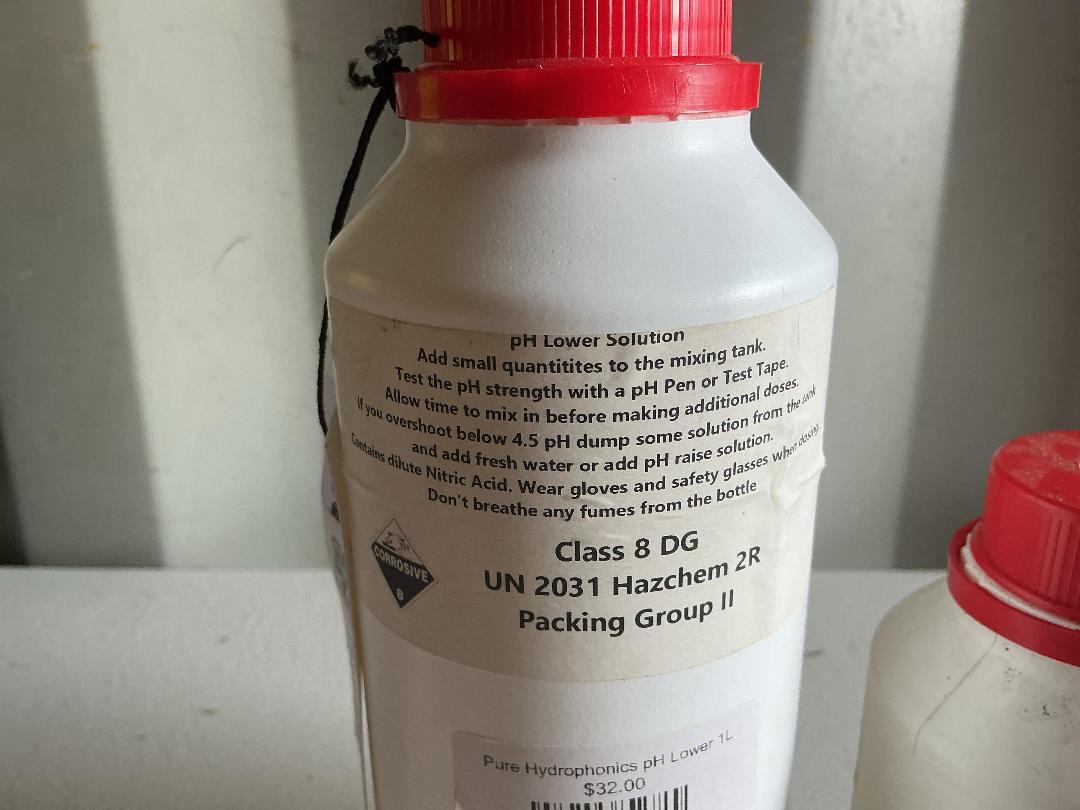 pH Lower Solution
Add small quantitites to the mixing tank.
Test the pH strength with a pH Pen or Test Tape.
Allow time to mix in before making additional doses.
If you overshoot below 4.5 pH dump some solution from the tank
and add fresh water or add pH raise solution.
Contains dilute Nitric Acid. Wear gloves and safety glasses when dosing.
Don't breathe any fumes from the bottle
CORROSIVE
8
Class 8 DG
UN 2031 Hazchem 2R
Packing Group II
Pure Hydrophonics pH Lower 1L
$32.00